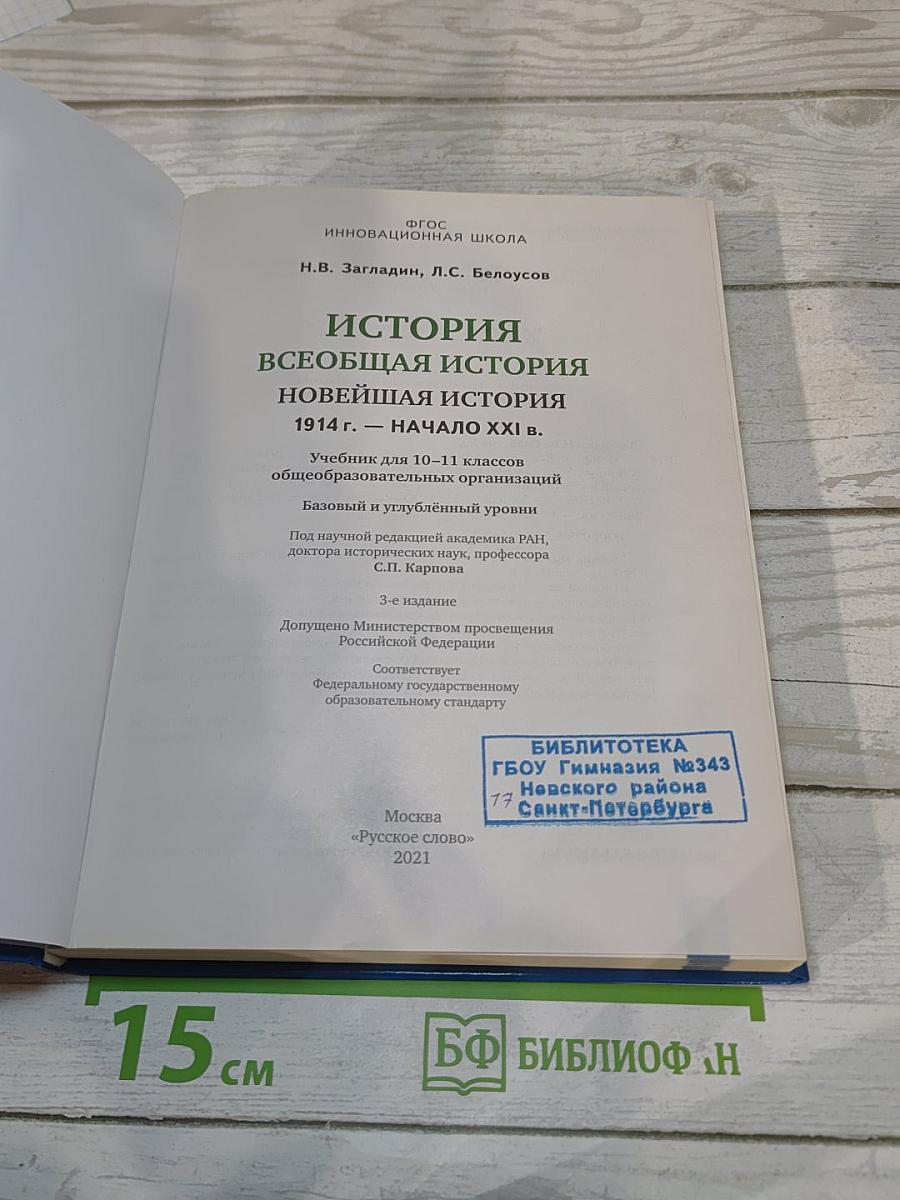 ФГОС
ИННОВАЦИОННАЯ ШКОЛА
Н.В. Загладин, Л.С. Белоусов
ИСТОРИЯ
ВСЕОБЩАЯ ИСТОРИЯ
НОВЕЙШАЯ ИСТОРИЯ
1914 г. — НАЧАЛО XXI в.
Учебник для 10–11 классов
общеобразовательных организаций
Базовый и углублённый уровни
Под научной редакцией академика РАН,
доктора исторических наук, профессора
С.П. Карпова
3-е издание
Допущено Министерством просвещения
Российской Федерации
Соответствует
Федеральному государственному
образовательному стандарту
БИБЛИТОТЕКА
ГБОУ Гимназия №343
17 Невского района
Санкт-Петербурга
Москва
«Русское слово»
2021
15 см
БФ БИБЛИОФ АН